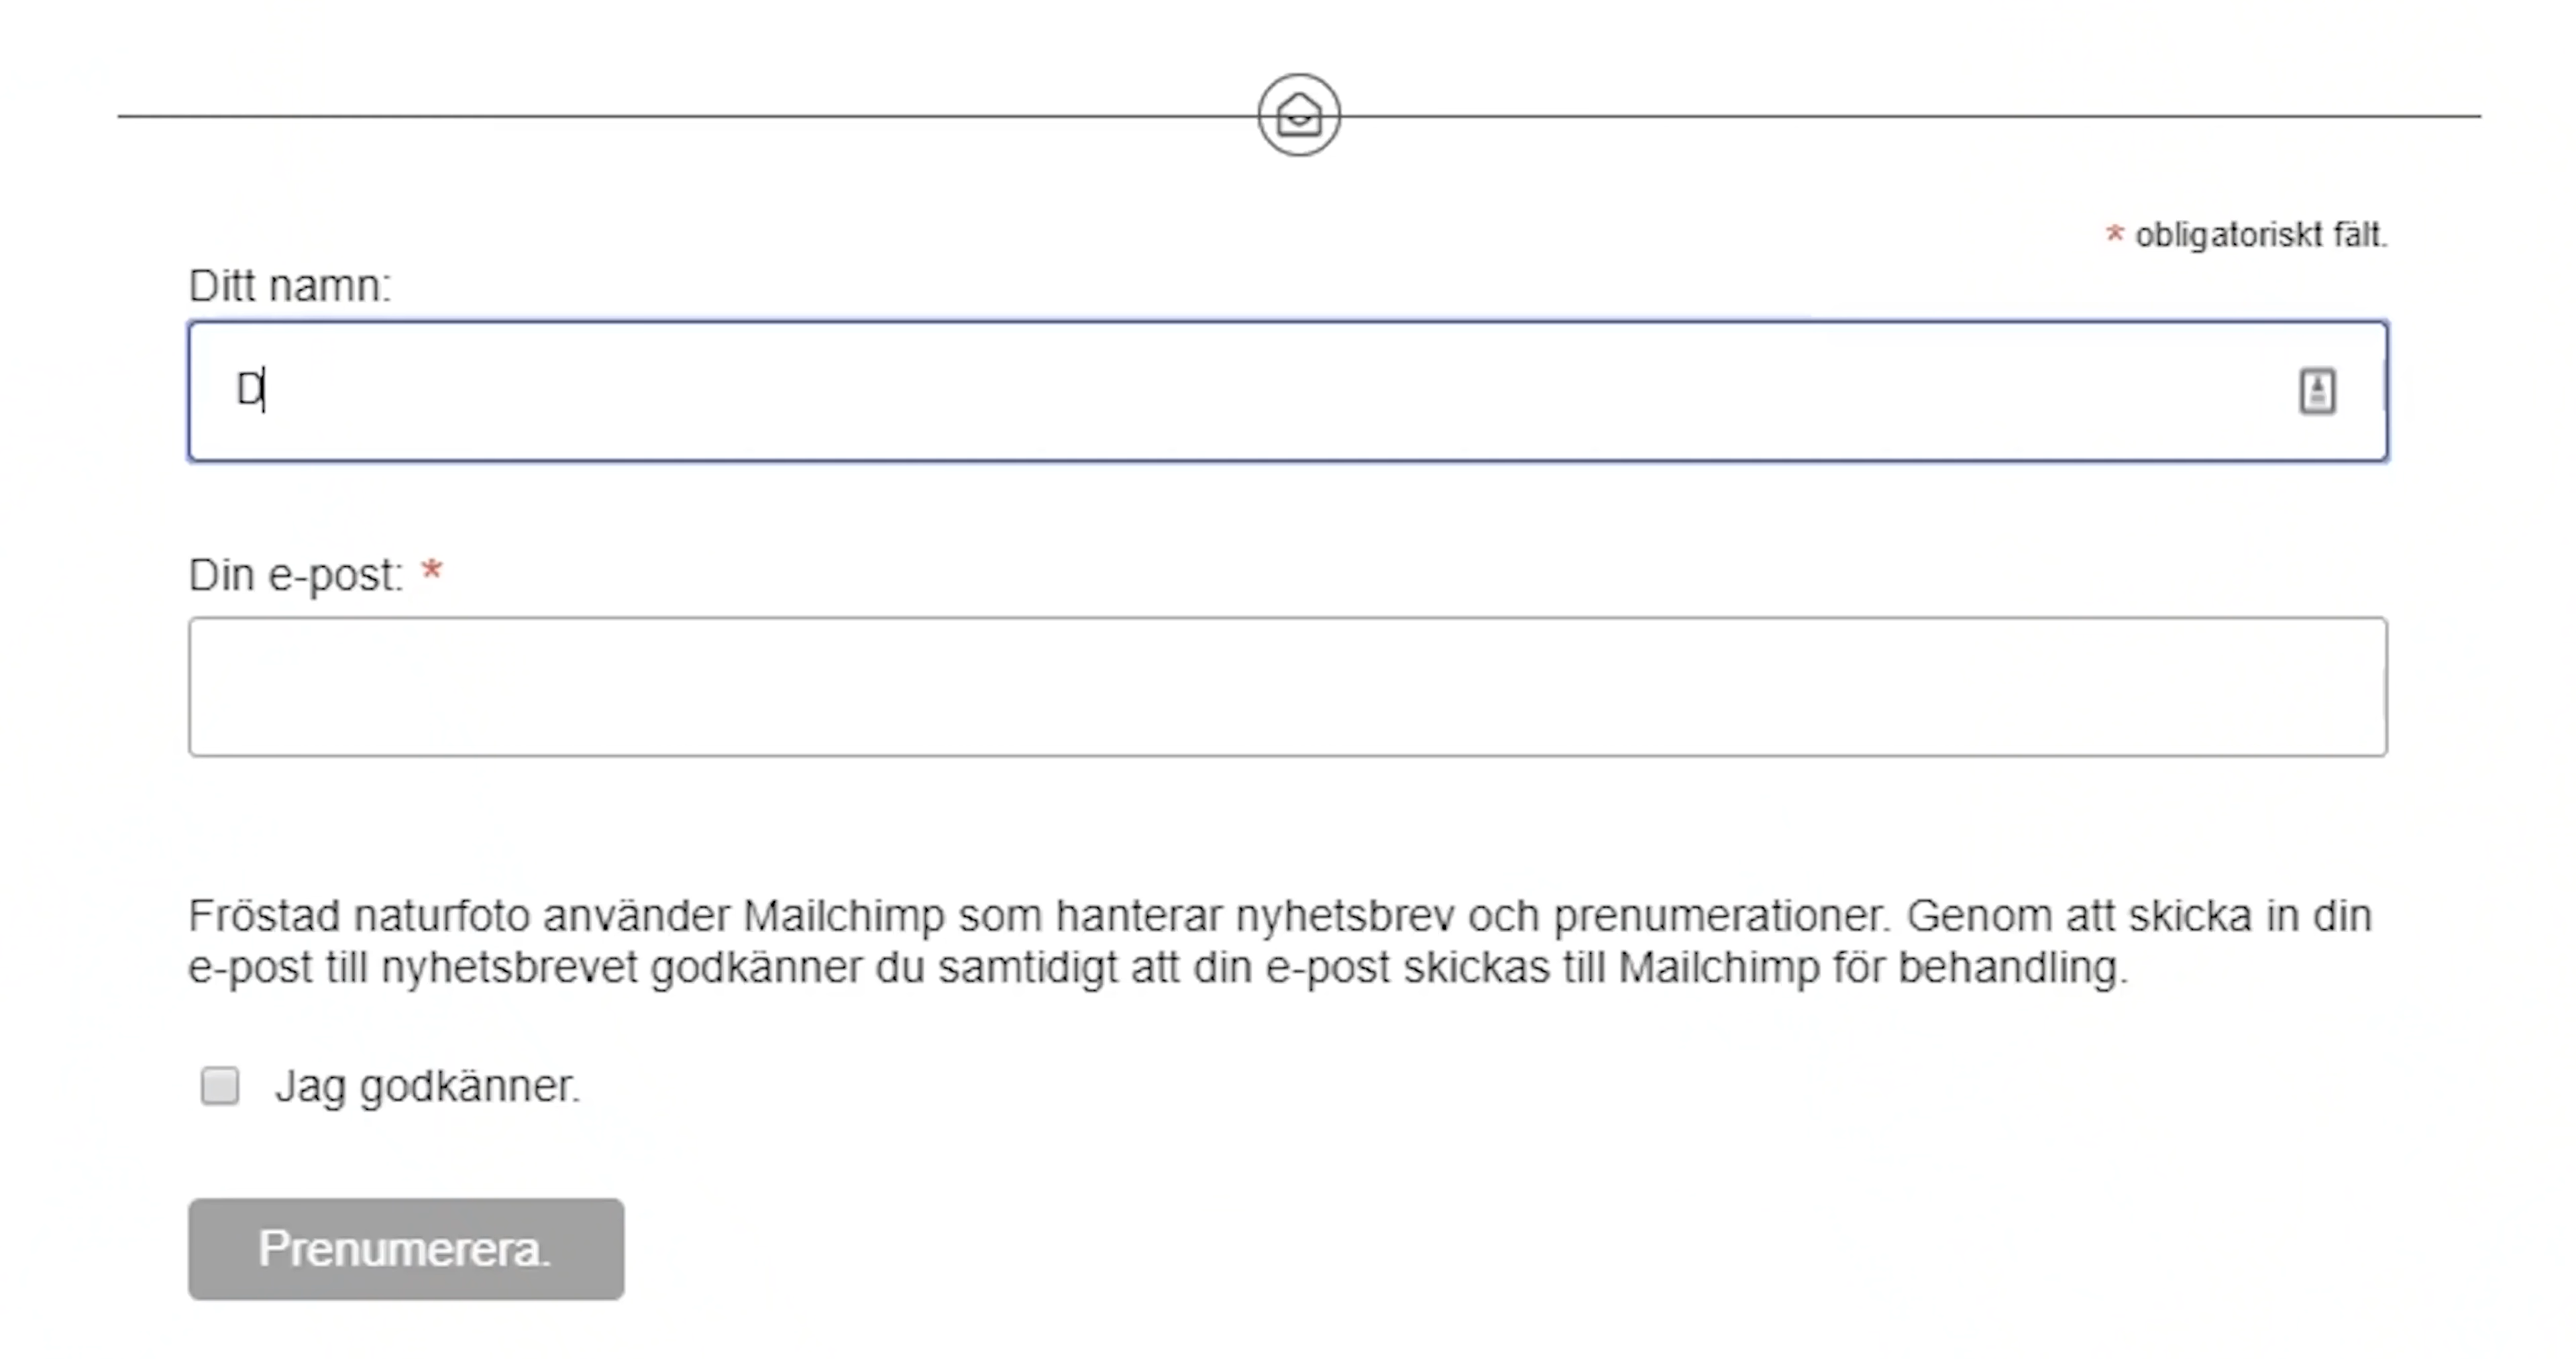 * obligatoriskt fält.
Ditt namn:
D
Din e-post: *
Fröstad naturfoto använder Mailchimp som hanterar nyhetsbrev och prenumerationer. Genom att skicka in din
e-post till nyhetsbrevet godkänner du samtidigt att din e-post skickas till Mailchimp för behandling.
Jag godkänner.
Prenumerera.